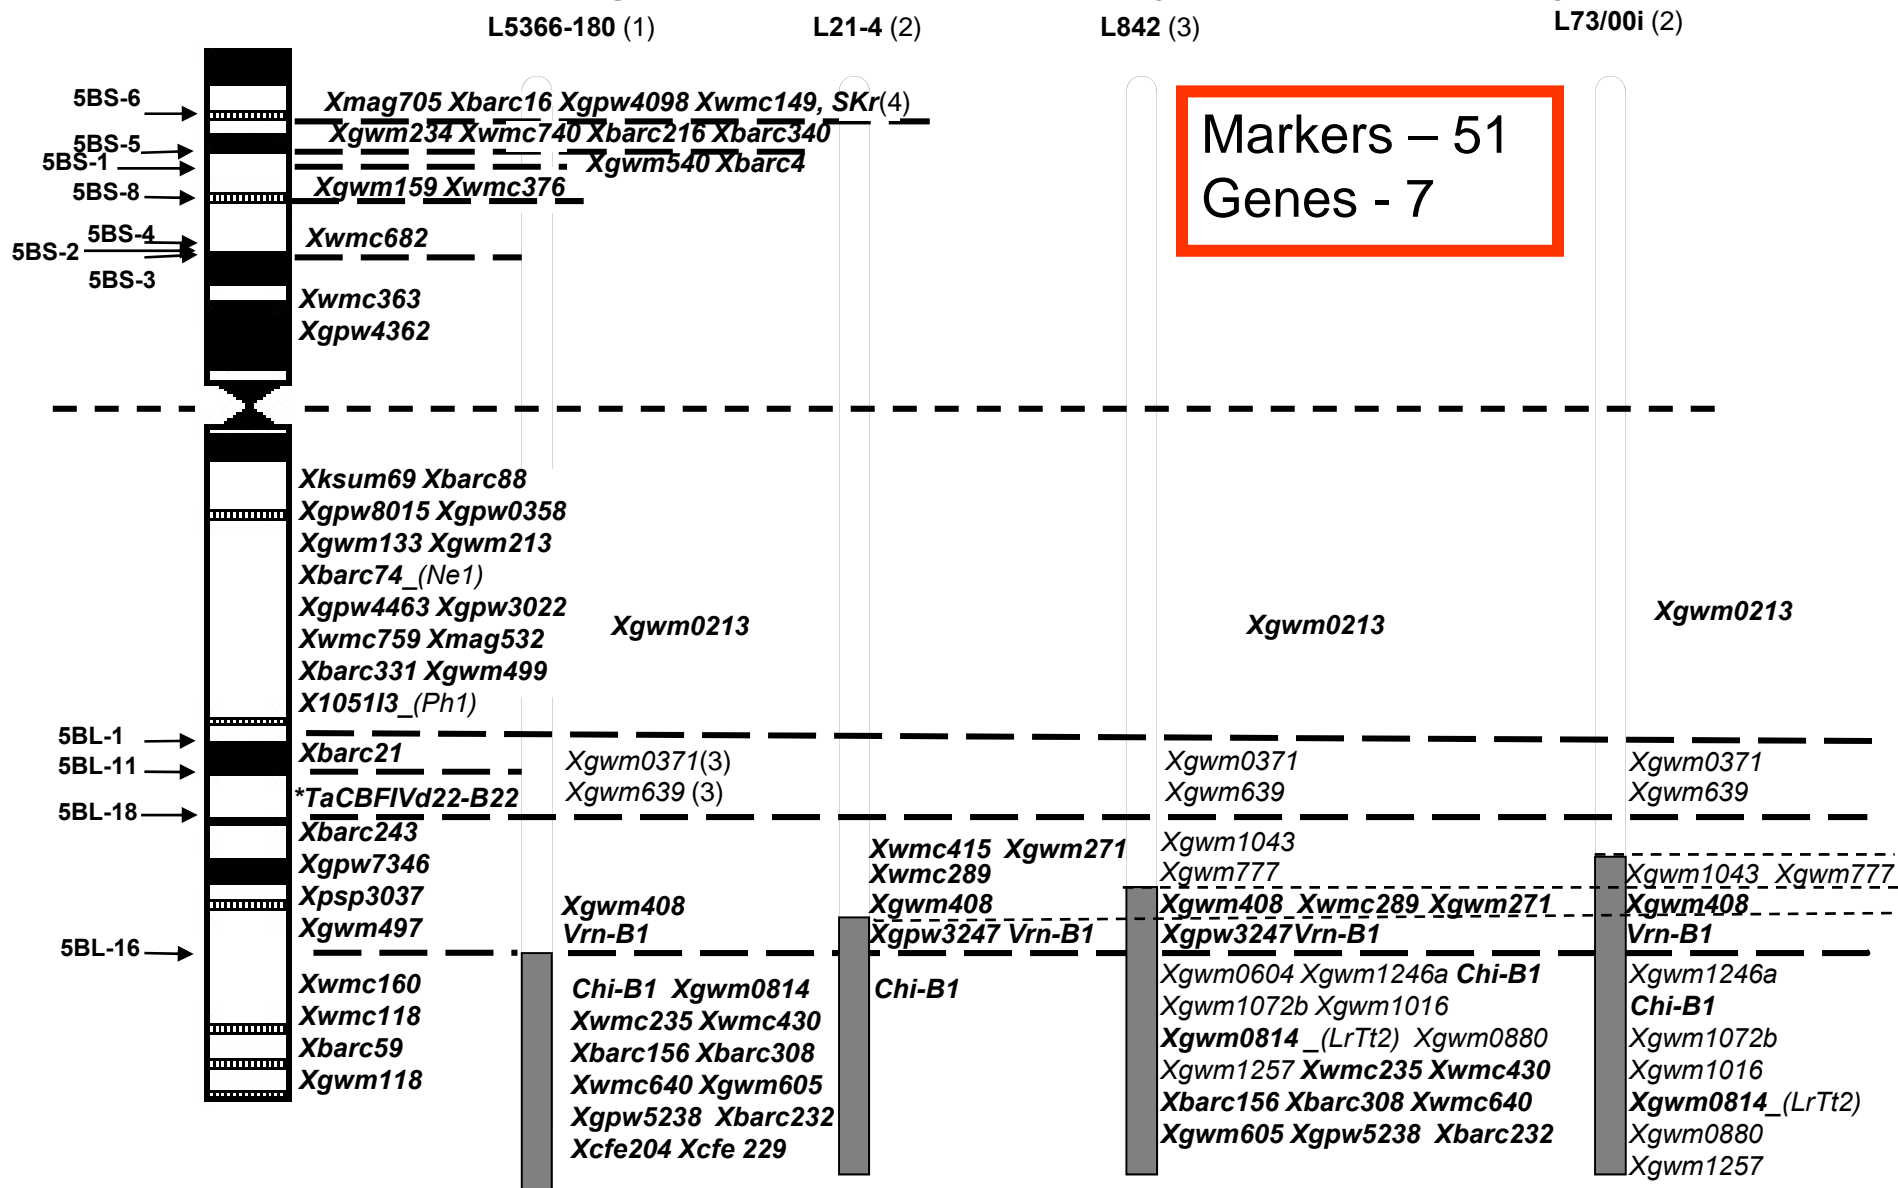 L5366-180 (1)
L21-4 (2)
L842 (3)
L73/00i (2)
Markers – 51
Genes - 7
5BS-6
5BS-5
5BS-1
5BS-8
5BS-4
5BS-2
5BS-3
5BL-1
5BL-11
5BL-18
5BL-16
Xmag705 Xbarc16 Xgpw4098 Xwmc149, SKr(4)
Xgwm234 Xwmc740 Xbarc216 Xbarc340
Xgwm540 Xbarc4
Xgwm159 Xwmc376
Xwmc682
Xwmc363
Xgpw4362
Xksum69 Xbarc88
Xgpw8015 Xgpw0358
Xgwm133 Xgwm213
Xbarc74_(Ne1)
Xgpw4463 Xgpw3022
Xwmc759 Xmag532
Xbarc331 Xgwm499
X1051I3_(Ph1)
Xbarc21
*TaCBFIVd22-B22
Xbarc243
Xgpw7346
Xpsp3037
Xgwm497
Xwmc160
Xwmc118
Xbarc59
Xgwm118
Xgwm0213
Xgwm0371(3)
Xgwm639 (3)
Xgwm408
Vrn-B1
Chi-B1 Xgwm0814
Xwmc235 Xwmc430
Xbarc156 Xbarc308
Xwmc640 Xgwm605
Xgpw5238 Xbarc232
Xcfe204 Xcfe 229
Xwmc415 Xgwm271
Xwmc289
Xgwm408
Xgpw3247 Vrn-B1
Chi-B1
Xgwm0213
Xgwm0371
Xgwm639
Xgwm1043
Xgwm777
Xgwm408 Xwmc289 Xgwm271
Xgpw3247 Vrn-B1
Xgwm0604 Xgwm1246a Chi-B1
Xgwm1072b Xgwm1016
Xgwm0814 _(LrTt2) Xgwm0880
Xgwm1257 Xwmc235 Xwmc430
Xbarc156 Xbarc308 Xwmc640
Xgwm605 Xgpw5238 Xbarc232
Xgwm0213
Xgwm0371
Xgwm639
Xgwm1043 Xgwm777
Xgwm408
Vrn-B1
Xgwm1246a
Chi-B1
Xgwm1072b
Xgwm1016
Xgwm0814_(LrTt2)
Xgwm0880
Xgwm1257